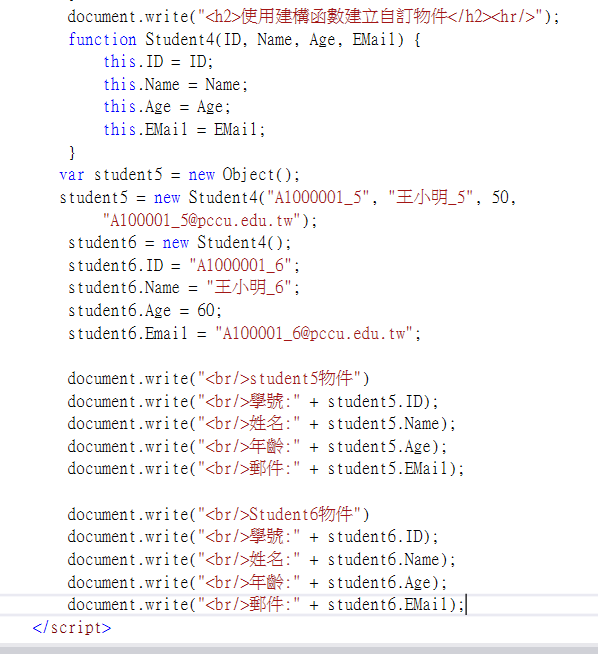 document.write("<h2>使用建構函數建立自訂物件</h2><hr/>");
function Student4(ID, Name, Age, EMail) {
this.ID = ID;
this.Name = Name;
this.Age = Age;
this.EMail = EMail;
}
var student5 = new Object();
student5 = new Student4("A1000001_5", "王小明_5", 50,
"A100001_5@pccu.edu.tw");
student6 = new Student4();
student6.ID = "A1000001_6";
student6.Name = "王小明_6";
student6.Age = 60;
student6.Email = "A100001_6@pccu.edu.tw";
document.write("<br/>student5物件")
document.write("<br/>學號:" + student5.ID);
document.write("<br/>姓名:" + student5.Name);
document.write("<br/>年齡:" + student5.Age);
document.write("<br/>郵件:" + student5.EMail);
document.write("<br/>Student6物件")
document.write("<br/>學號:" + student6.ID);
document.write("<br/>姓名:" + student6.Name);
document.write("<br/>年齡:" + student6.Age);
document.write("<br/>郵件:" + student6.EMail);
</script>